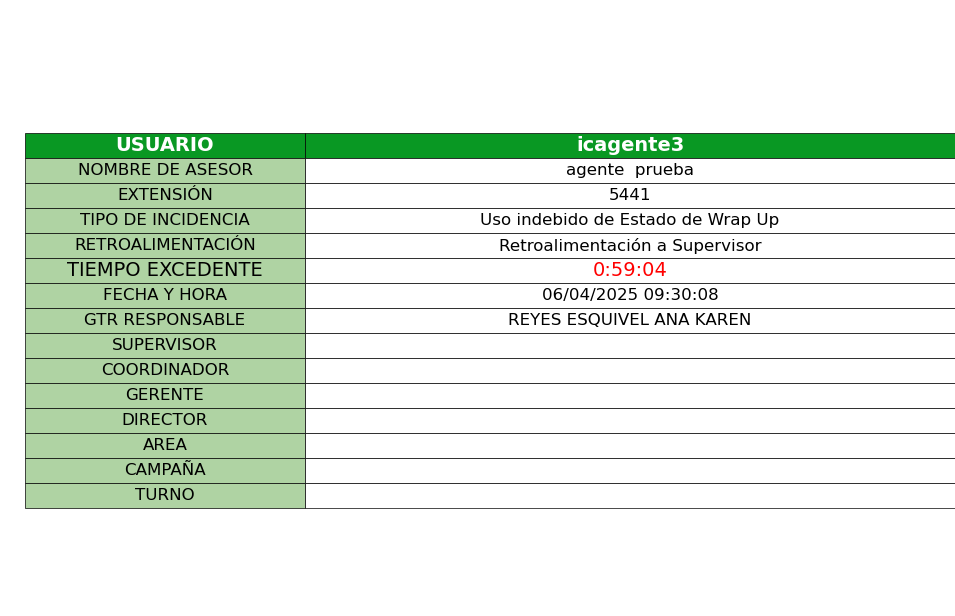 USUARIO icagente3
NOMBRE DE ASESOR agente  prueba
EXTENSIÓN 5441
TIPO DE INCIDENCIA Uso indebido de Estado de Wrap Up
RETROALIMENTACIÓN Retroalimentación a Supervisor
TIEMPO EXCEDENTE 0:59:04
FECHA Y HORA 06/04/2025 09:30:08
GTR RESPONSABLE REYES ESQUIVEL ANA KAREN
SUPERVISOR
COORDINADOR
GERENTE
DIRECTOR
AREA
CAMPAÑA
TURNO